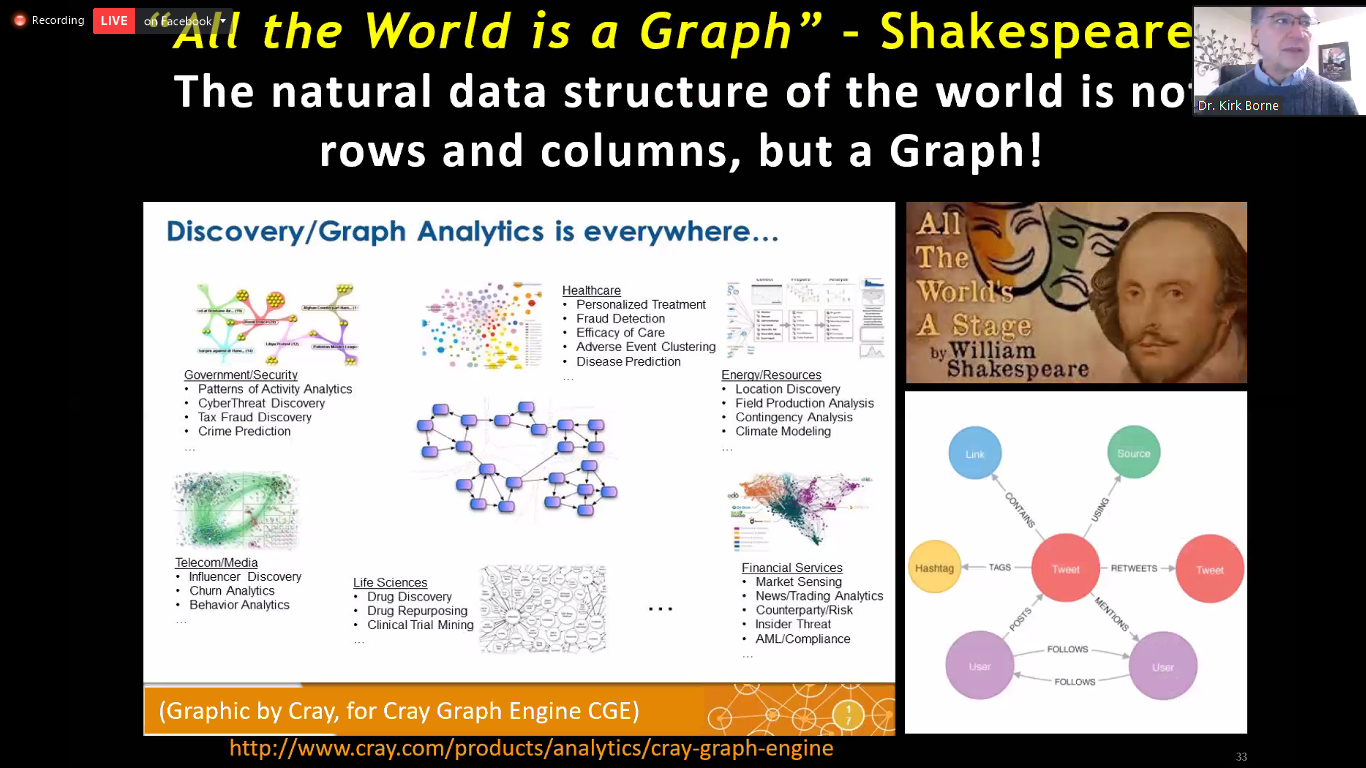 Recording
LIVE on Facebook
“All the World is a Graph” – Shakespeare
The natural data structure of the world is not
rows and columns, but a Graph!
Dr. Kirk Borne
Discovery/Graph Analytics is everywhere...
Government/Security
• Patterns of Activity Analytics
• CyberThreat Discovery
• Tax Fraud Discovery
• Crime Prediction
...
Healthcare
• Personalized Treatment
• Fraud Detection
• Efficacy of Care
• Adverse Event Clustering
• Disease Prediction
...
Energy/Resources
• Location Discovery
• Field Production Analysis
• Contingency Analysis
• Climate Modeling
...
Telecom/Media
• Influencer Discovery
• Churn Analytics
• Behavior Analytics
...
Life Sciences
• Drug Discovery
• Drug Repurposing
• Clinical Trial Mining
...
...
Financial Services
• Market Sensing
• News/Trading Analytics
• Counterparty/Risk
• Insider Threat
• AML/Compliance
...
(Graphic by Cray, for Cray Graph Engine CGE)
17
http://www.cray.com/products/analytics/cray-graph-engine
All
The
World's
A Stage
by William
Shakespeare
Link
Source
CONTAINS
USING
Hashtag
TAGS
Tweet
RETWEETS
Tweet
POSTS
MENTIONS
User
FOLLOWS
FOLLOWS
User
33